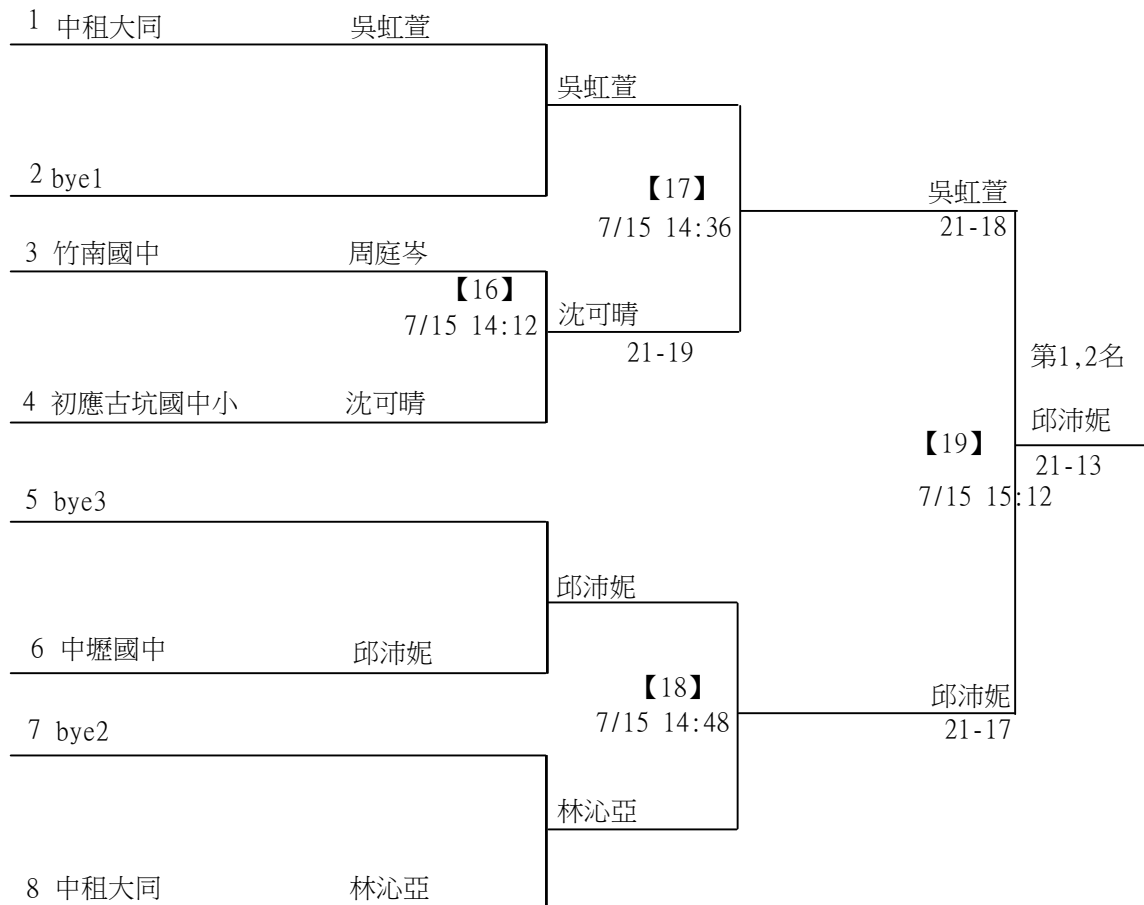 1 中租大同 吳虹萱
吳虹萱
2 bye1
【17】
7/15 14:36
吳虹萱
21-18
3 竹南國中 周庭岑
【16】
7/15 14:12
沈可晴
21-19
第1,2名
4 初應古坑國中小 沈可晴
邱沛妮
【19】
21-13
7/15 15:12
5 bye3
邱沛妮
6 中壢國中 邱沛妮
【18】
7/15 14:48
邱沛妮
21-17
7 bye2
林沁亞
8 中租大同 林沁亞